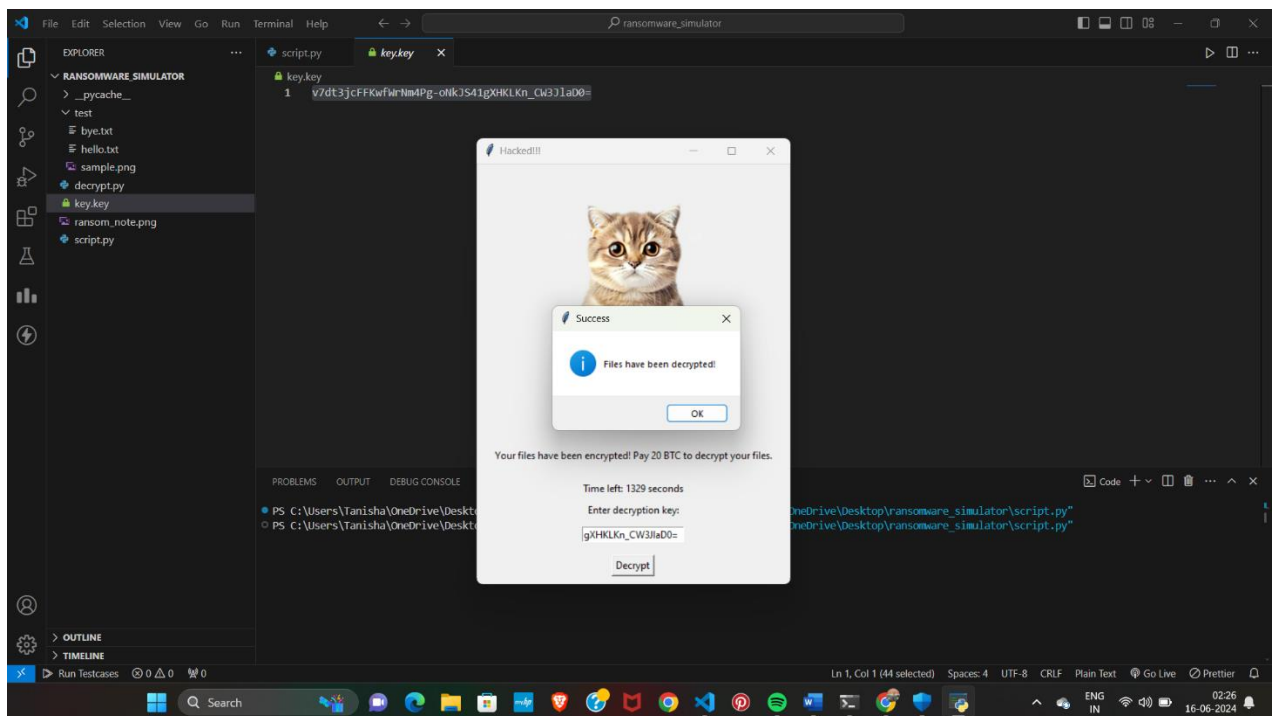 File Edit Selection View Go Run Terminal Help
ransomware_simulator
EXPLORER
script.py
key.key
RANSOMWARE_SIMULATOR
__pycache__
test
bye.txt
hello.txt
sample.png
decrypt.py
key.key
ransom_note.png
script.py
OUTLINE
TIMELINE
key.key
1 v7dt3jcFFKwfWrNm4Pg-oNkJS41gXHKLKn_CW3JlaD0=
Hacked!!!
Success
Files have been decrypted!
OK
Your files have been encrypted! Pay 20 BTC to decrypt your files.
Time left: 1329 seconds
Enter decryption key:
gXHKLKn_CW3JlaD0=
Decrypt
PROBLEMS OUTPUT DEBUG CONSOLE
Code
PS C:\Users\Tanisha\OneDrive\Deskt
OneDrive\Desktop\ransomware_simulator\script.py"
PS C:\Users\Tanisha\OneDrive\Deskt
OneDrive\Desktop\ransomware_simulator\script.py"
Run Testcases 0 0 0
Ln 1, Col 1 (44 selected) Spaces: 4 UTF-8 CRLF Plain Text Go Live Prettier
Search
ENG
IN
02:26
16-06-2024